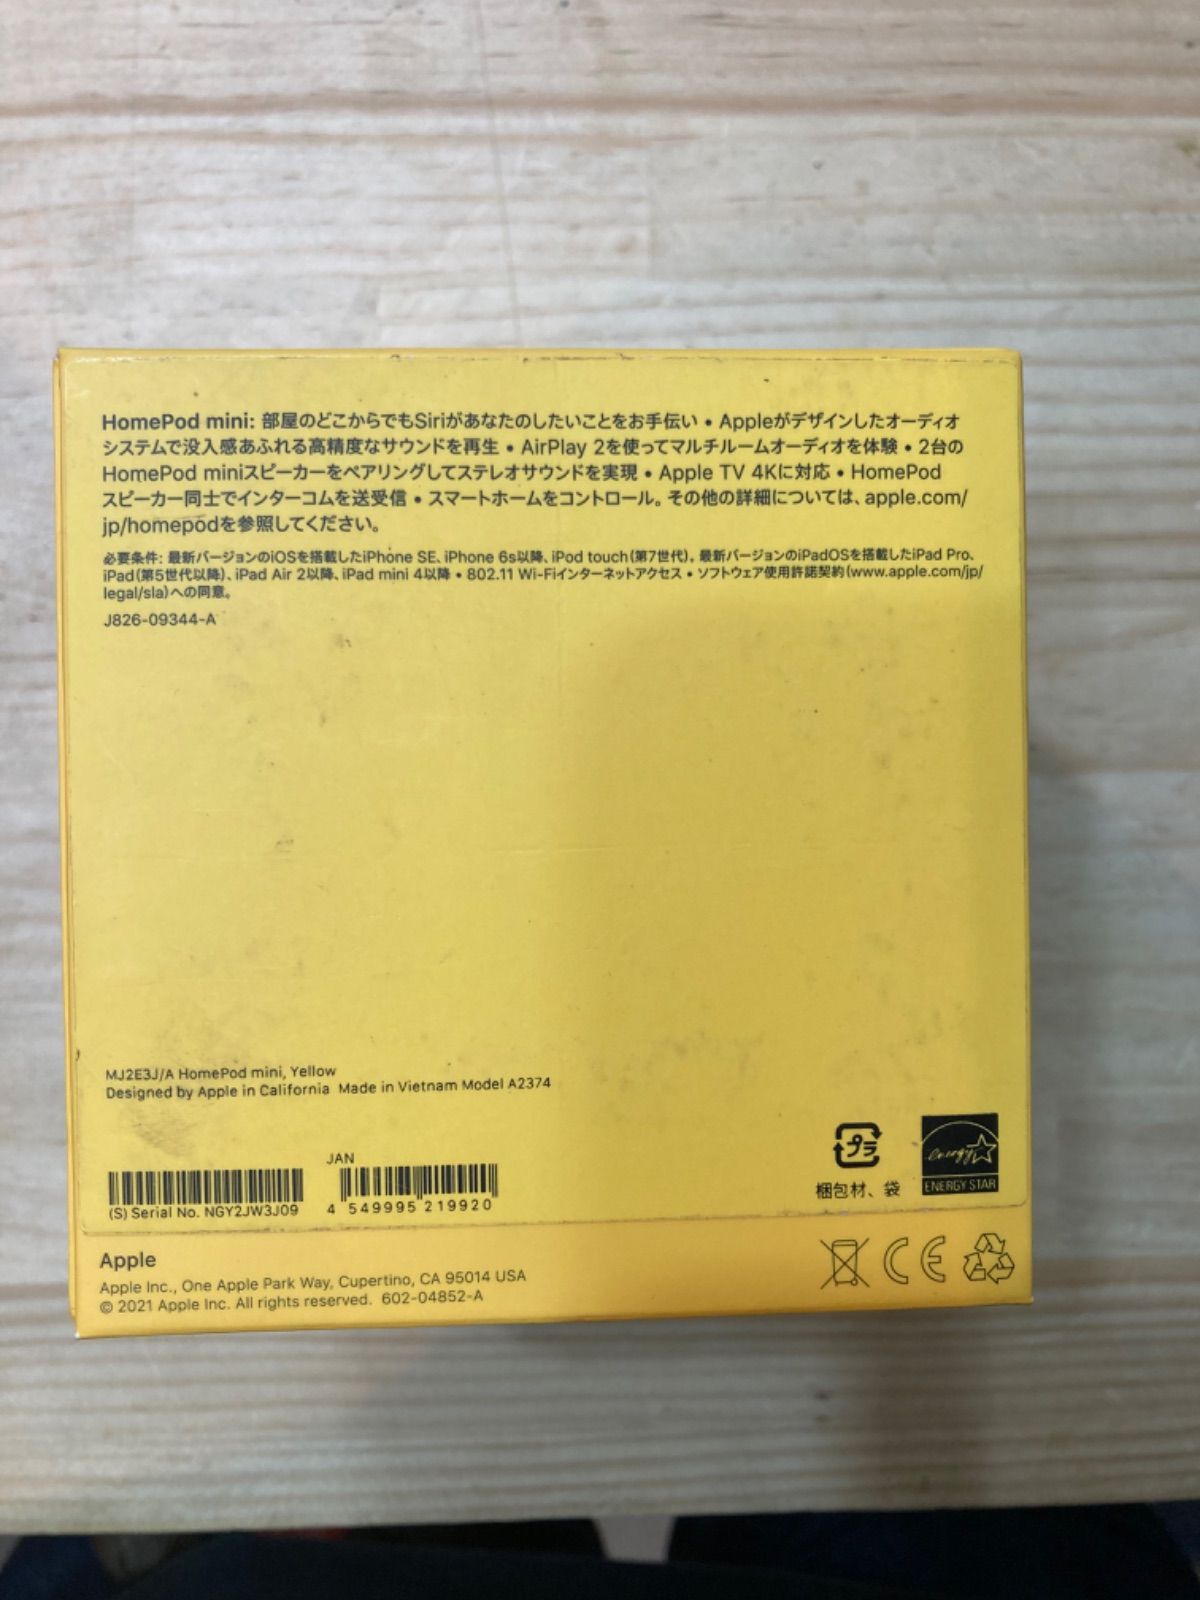 HomePod mini: 部屋のどこからでもSiriがあなたのしたいことをお手伝い • Appleがデザインしたオーディオ
システムで没入感あふれる高精度なサウンドを再生 • AirPlay 2を使ってマルチルームオーディオを体験 • 2台の
HomePod miniスピーカーをペアリングしてステレオサウンドを実現 • Apple TV 4Kに対応 • HomePod
スピーカー同士でインターコムを送受信 • スマートホームをコントロール。その他の詳細については、apple.com/
jp/homepodを参照してください。
必要条件: 最新バージョンのiOSを搭載したiPhone SE、iPhone 6s以降、iPod touch(第7世代)。最新バージョンのiPadOSを搭載したiPad Pro、
iPad(第5世代以降)、iPad Air 2以降、iPad mini 4以降 • 802.11 Wi-Fiインターネットアクセス • ソフトウェア使用許諾契約(www.apple.com/jp/
legal/sla)への同意。
J826-09344-A
MJ2E3J/A HomePod mini, Yellow
Designed by Apple in California Made in Vietnam Model A2374
JAN
(S) Serial No. NGY2JW3J09
4 549995 219920
プラ
梱包材、袋
energy
ENERGY STAR
Apple
Apple Inc., One Apple Park Way, Cupertino, CA 95014 USA
© 2021 Apple Inc. All rights reserved. 602-04852-A
CE